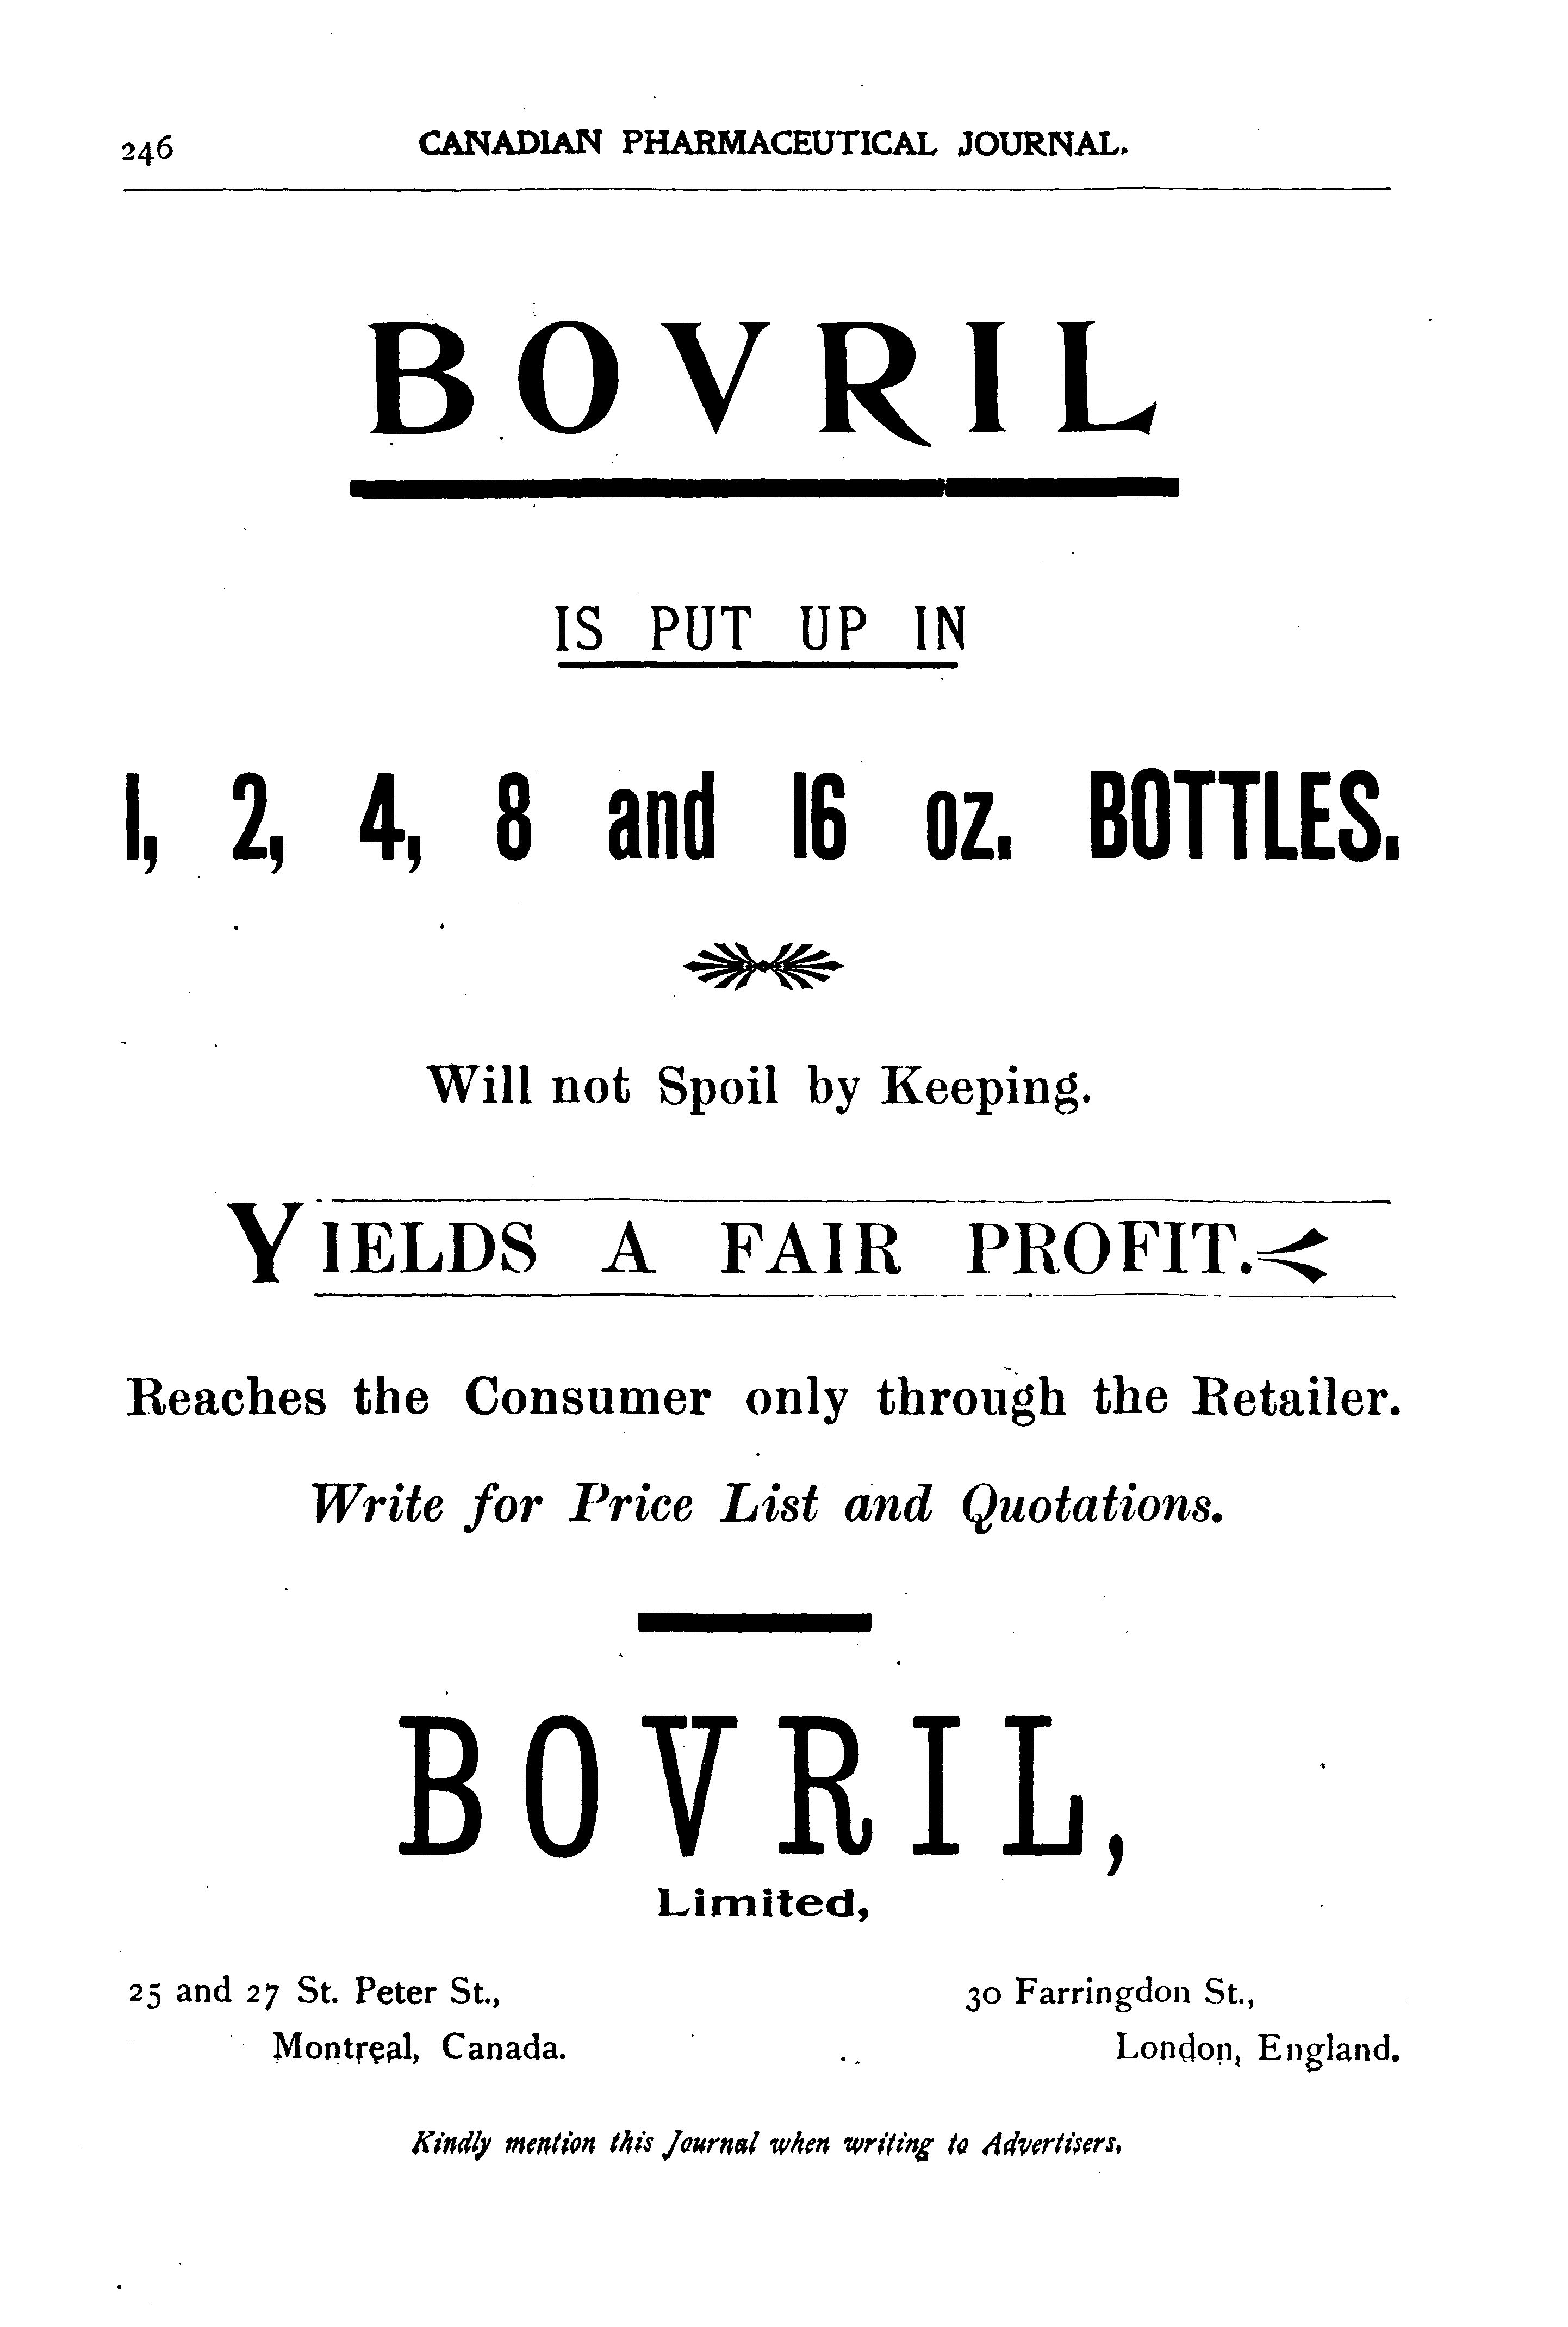 246
CANADIAN PHARMACEUTICAL JOURNAL.
BOVRIL
IS PUT UP IN
1, 2, 4, 8 and 16 oz. BOTTLES.
Will not Spoil by Keeping.
YIELDS A FAIR PROFIT.
Reaches the Consumer only through the Retailer.
Write for Price List and Quotations.
BOVRIL,
Limited,
25 and 27 St. Peter St.,
Montreal, Canada.
30 Farringdon St.,
London, England.
Kindly mention this Journal when writing to Advertisers.